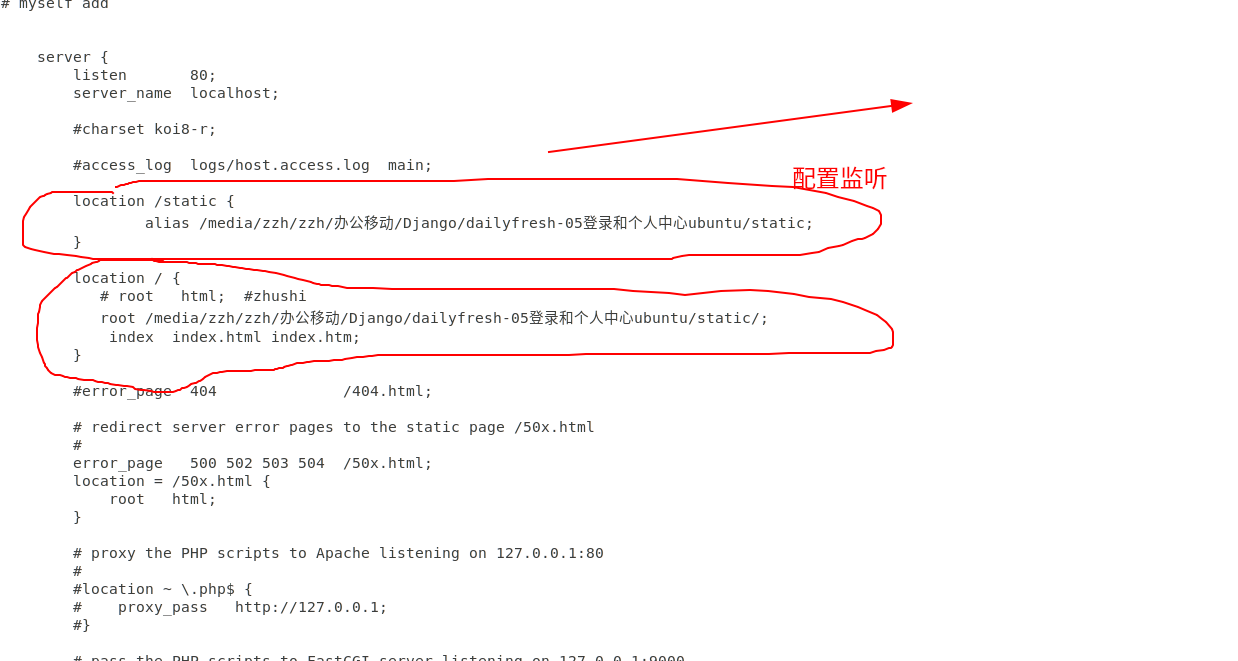 # myself add
server {
listen       80;
server_name  localhost;
#charset koi8-r;
#access_log  logs/host.access.log  main;
配置监听
location /static {
alias /media/zzh/zzh/办公移动/Django/dailyfresh-05登录和个人中心ubuntu/static;
}
location / {
# root   html;  #zhushi
root /media/zzh/zzh/办公移动/Django/dailyfresh-05登录和个人中心ubuntu/static/;
index  index.html index.htm;
}
#error_page  404              /404.html;
# redirect server error pages to the static page /50x.html
#
error_page   500 502 503 504  /50x.html;
location = /50x.html {
root   html;
}
# proxy the PHP scripts to Apache listening on 127.0.0.1:80
#
#location ~ \.php$ {
#    proxy_pass   http://127.0.0.1;
#}
# pass the PHP scripts to FastCGI server listening on 127.0.0.1:9000